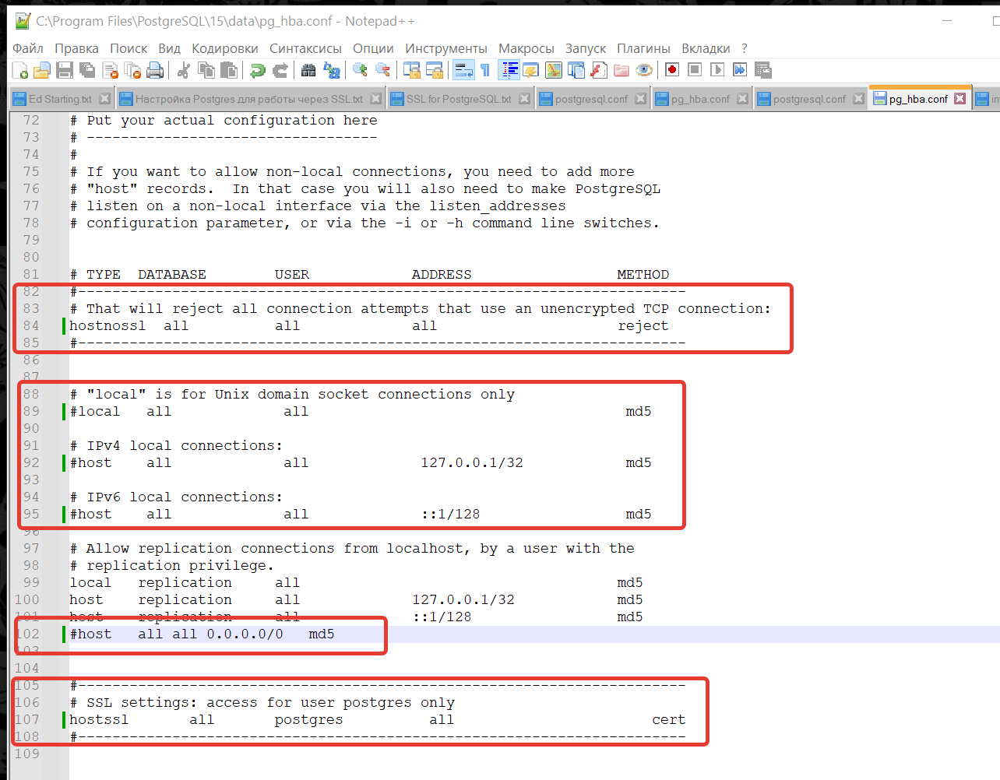 C:\Program Files\PostgreSQL\15\data\pg_hba.conf - Notepad++
Файл Правка Поиск Вид Кодировки Синтаксисы Опции Инструменты Макросы Запуск Плагины Вкладки ?
Ed Starting.txt Настройка Postgres для работы через SSL.txt SSL for PostgreSQL.txt postgresql.conf pg_hba.conf postgresql.conf pg_hba.conf
72 # Put your actual configuration here
73 # ----------------------------------
74 #
75 # If you want to allow non-local connections, you need to add more
76 # "host" records.  In that case you will also need to make PostgreSQL
77 # listen on a non-local interface via the listen_addresses
78 # configuration parameter, or via the -i or -h command line switches.
79
80
81 # TYPE  DATABASE        USER            ADDRESS                 METHOD
82 #-----------------------------------------------------------------------
83 # That will reject all connection attempts that use an unencrypted TCP connection:
84 hostnossl  all          all             all                     reject
85 #-----------------------------------------------------------------------
86
87
88 # "local" is for Unix domain socket connections only
89 #local   all             all                                     md5
90
91 # IPv4 local connections:
92 #host    all             all             127.0.0.1/32            md5
93
94 # IPv6 local connections:
95 #host    all             all             ::1/128                 md5
96
97 # Allow replication connections from localhost, by a user with the
98 # replication privilege.
99 local   replication     all                                     md5
100 host    replication     all             127.0.0.1/32            md5
101 host    replication     all             ::1/128                 md5
102 #host   all all 0.0.0.0/0   md5
103
104
105 #-----------------------------------------------------------------------
106 # SSL settings: access for user postgres only
107 hostssl       all       postgres          all                       cert
108 #-----------------------------------------------------------------------
109